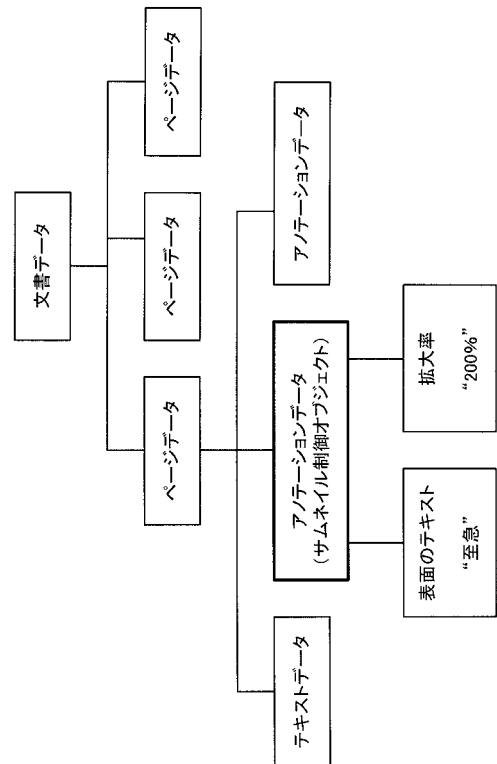 文書データ
ページデータ
ページデータ
ページデータ
テキストデータ
アノテーションデータ
(サムネイル制御オブジェクト)
アノテーションデータ
表面のテキスト
“至急”
拡大率
“200%”